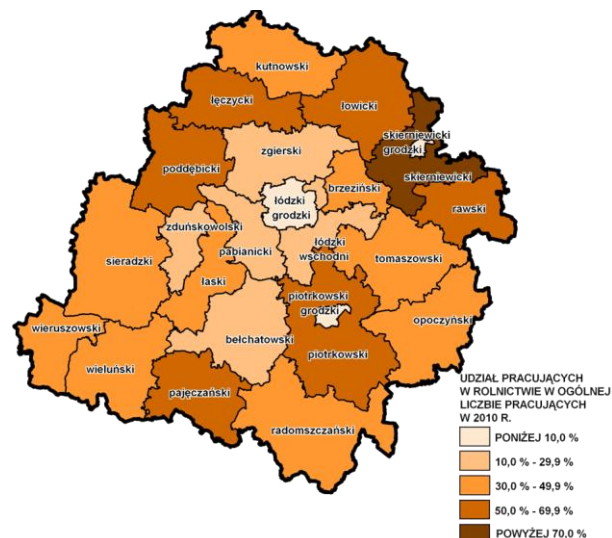 kutnowski
łęczycki
łowicki
skierniewicki
grodzki
zgierski
poddębicki
skierniewicki
brzeziński
łódzki
grodzki
rawski
zduńskowolski
łódzki
wschodni
pabianicki
sieradzki
tomaszowski
łaski
piotrkowski
grodzki
opoczyński
wieruszowski
bełchatowski
piotrkowski
wieluński
pajęczański
radomszczański
UDZIAŁ PRACUJĄCYCH
W ROLNICTWIE W OGÓLNEJ
LICZBIE PRACUJĄCYCH
W 2010 R.
PONIŻEJ 10,0 %
10,0 % - 29,9 %
30,0 % - 49,9 %
50,0 % - 69,9 %
POWYŻEJ 70,0 %